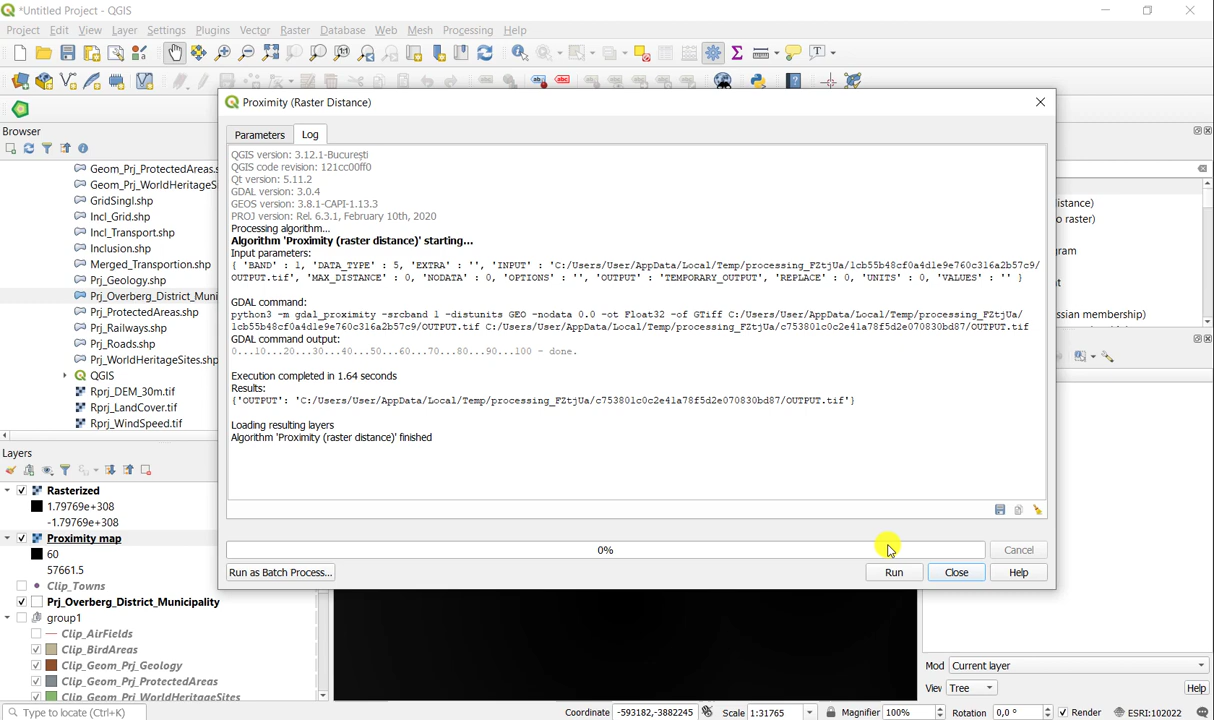 *Untitled Project - QGIS
Project Edit View Layer Settings Plugins Vector Raster Database Web Mesh Processing Help
Browser
Geom_Prj_ProtectedAreas.s
Geom_Prj_WorldHeritageS
GridSingl.shp
Incl_Grid.shp
Incl_Transport.shp
Inclusion.shp
Merged_Transportion.shp
Prj_Geology.shp
Prj_Overberg_District_Muni
Prj_ProtectedAreas.shp
Prj_Railways.shp
Prj_Roads.shp
Prj_WorldHeritageSites.shp
QGIS
Rprj_DEM_30m.tif
Rprj_LandCover.tif
Rprj_WindSpeed.tif
Layers
Rasterized
1.79769e+308
-1.79769e+308
Proximity map
60
57661.5
Clip_Towns
Prj_Overberg_District_Municipality
group1
Clip_AirFields
Clip_BirdAreas
Clip_Geom_Prj_Geology
Clip_Geom_Prj_ProtectedAreas
Clip_Geom_Prj_WorldHeritageSites
Proximity (Raster Distance)
Parameters Log
QGIS version: 3.12.1-București
QGIS code revision: 121cc00ff0
Qt version: 5.11.2
GDAL version: 3.0.4
GEOS version: 3.8.1-CAPI-1.13.3
PROJ version: Rel. 6.3.1, February 10th, 2020
Processing algorithm...
Algorithm 'Proximity (raster distance)' starting...
Input parameters:
{ 'BAND' : 1, 'DATA_TYPE' : 5, 'EXTRA' : '', 'INPUT' : 'C:/Users/User/AppData/Local/Temp/processing_FZtjUa/1cb55b48cf0a4d1e9e760c316a2b57c9/
OUTPUT.tif', 'MAX_DISTANCE' : 0, 'NODATA' : 0, 'OPTIONS' : '', 'OUTPUT' : 'TEMPORARY_OUTPUT', 'REPLACE' : 0, 'UNITS' : 0, 'VALUES' : '' }
GDAL command:
python3 -m gdal_proximity -srcband 1 -distunits GEO -nodata 0.0 -ot Float32 -of GTiff C:/Users/User/AppData/Local/Temp/processing_FZtjUa/
1cb55b48cf0a4d1e9e760c316a2b57c9/OUTPUT.tif C:/Users/User/AppData/Local/Temp/processing_FZtjUa/c753801c0c2e41a78f5d2e070830bd87/OUTPUT.tif
GDAL command output:
0...10...20...30...40...50...60...70...80...90...100 - done.
Execution completed in 1.64 seconds
Results:
{'OUTPUT': 'C:/Users/User/AppData/Local/Temp/processing_FZtjUa/c753801c0c2e41a78f5d2e070830bd87/OUTPUT.tif'}
Loading resulting layers
Algorithm 'Proximity (raster distance)' finished
0%
Cancel
Run as Batch Process...
Run Close Help
istance)
o raster)
gram
nt
ssian membership)
Mod Current layer
View Tree Help
Type to locate (Ctrl+K)
Coordinate -593182,-3882245 Scale 1:31765 Magnifier 100% Rotation 0,0 ° Render ESRI:102022